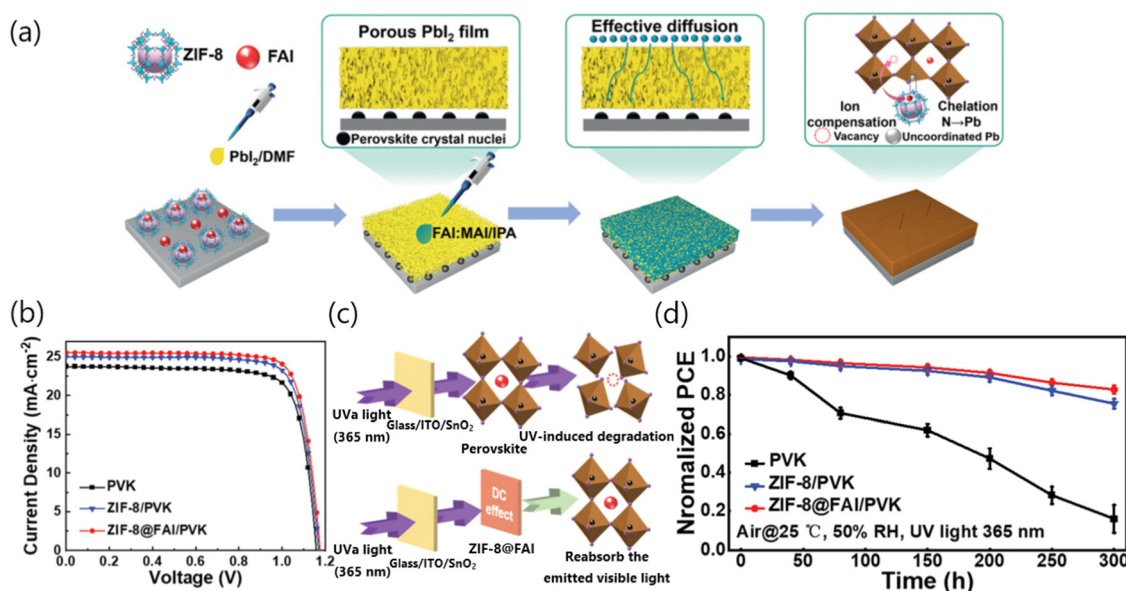 (a)
ZIF-8
FAI
PbI₂/DMF
Porous PbI₂ film
Perovskite crystal nuclei
FAI:MAI/IPA
Effective diffusion
Ion
compensation
Chelation
N→Pb
Vacancy
Uncoordinated Pb
(b)
Current Density (mA·cm⁻²)
25
20
15
10
5
0
PVK
ZIF-8/PVK
ZIF-8@FAI/PVK
0.0 0.2 0.4 0.6 0.8 1.0 1.2
Voltage (V)
(c)
UVa light
(365 nm)
Glass/ITO/SnO₂
Perovskite
UV-induced degradation
UVa light
(365 nm)
Glass/ITO/SnO₂
DC
effect
ZIF-8@FAI
Reabsorb the
emitted visible light
(d)
Nromalized PCE
1.0
0.8
0.6
0.4
0.2
0.0
PVK
ZIF-8/PVK
ZIF-8@FAI/PVK
Air@25 ℃, 50% RH, UV light 365 nm
0 50 100 150 200 250 300
Time (h)